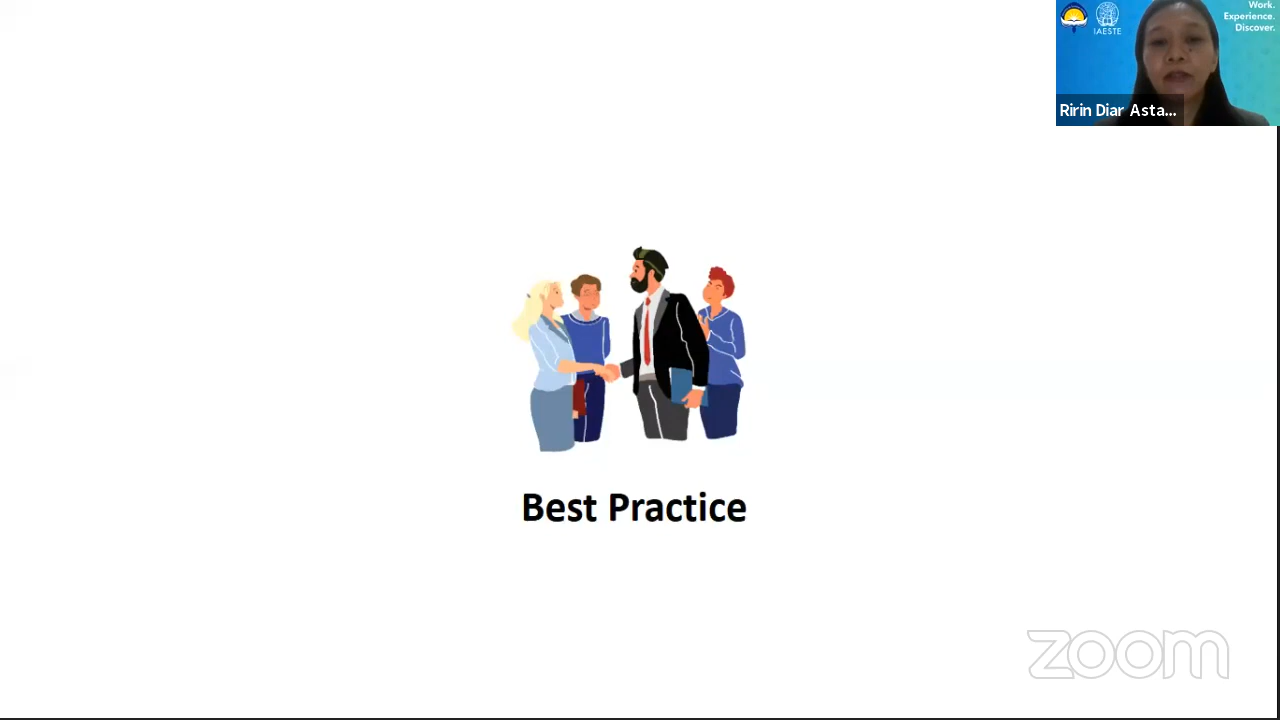 Work.
Experience.
Discover.
IAESTE
Ririn Diar Asta...
Best Practice
zoom